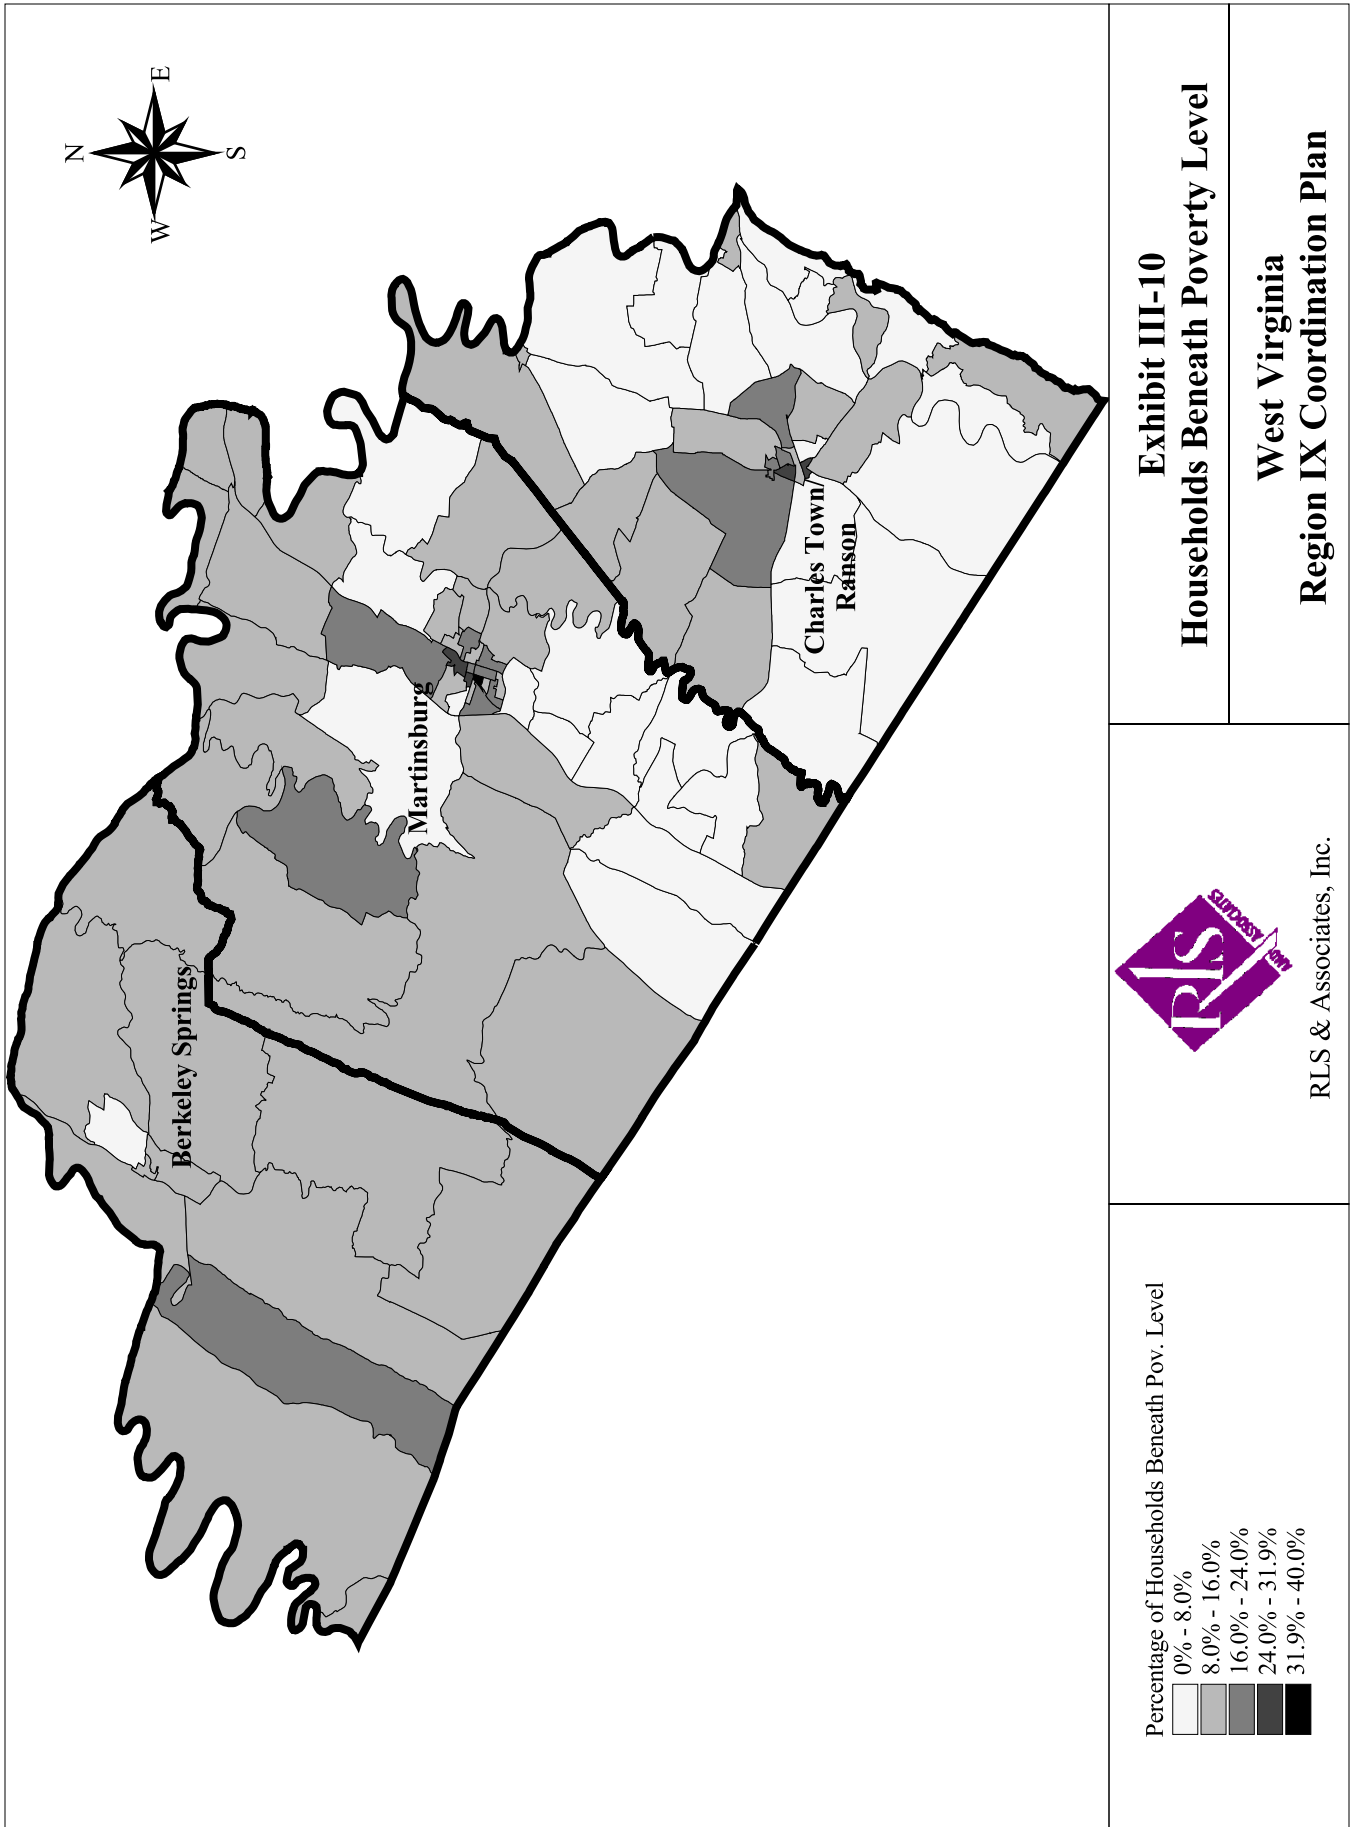 N
W
E
S
Berkeley Springs
Martinsburg
Charles Town/
Ranson
Percentage of Households Beneath Pov. Level
0% - 8.0%
8.0% - 16.0%
16.0% - 24.0%
24.0% - 31.9%
31.9% - 40.0%
RLS
AND ASSOCIATES
RLS & Associates, Inc.
Exhibit III-10
Households Beneath Poverty Level
West Virginia
Region IX Coordination Plan